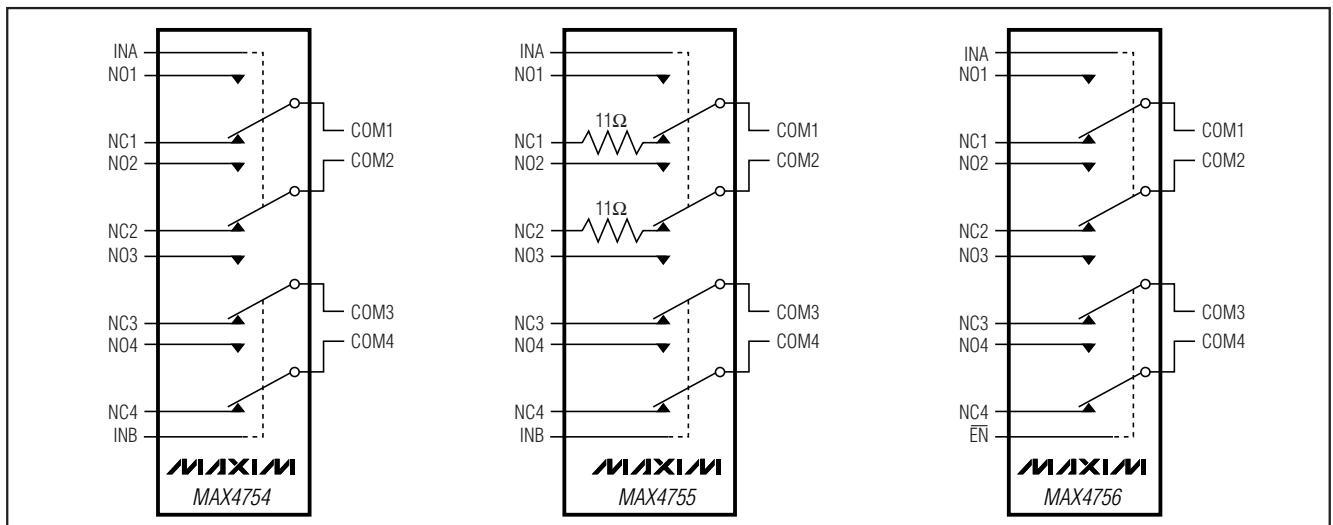 INA
NO1
NC1
NO2
NC2
NO3
NC3
NO4
NC4
INB
COM1
COM2
COM3
COM4
MAXIM
MAX4754
INA
NO1
11Ω
NC1
NO2
11Ω
NC2
NO3
NC3
NO4
NC4
INB
COM1
COM2
COM3
COM4
MAXIM
MAX4755
INA
NO1
NC1
NO2
NC2
NO3
NC3
NO4
NC4
E̅N̅
COM1
COM2
COM3
COM4
MAXIM
MAX4756